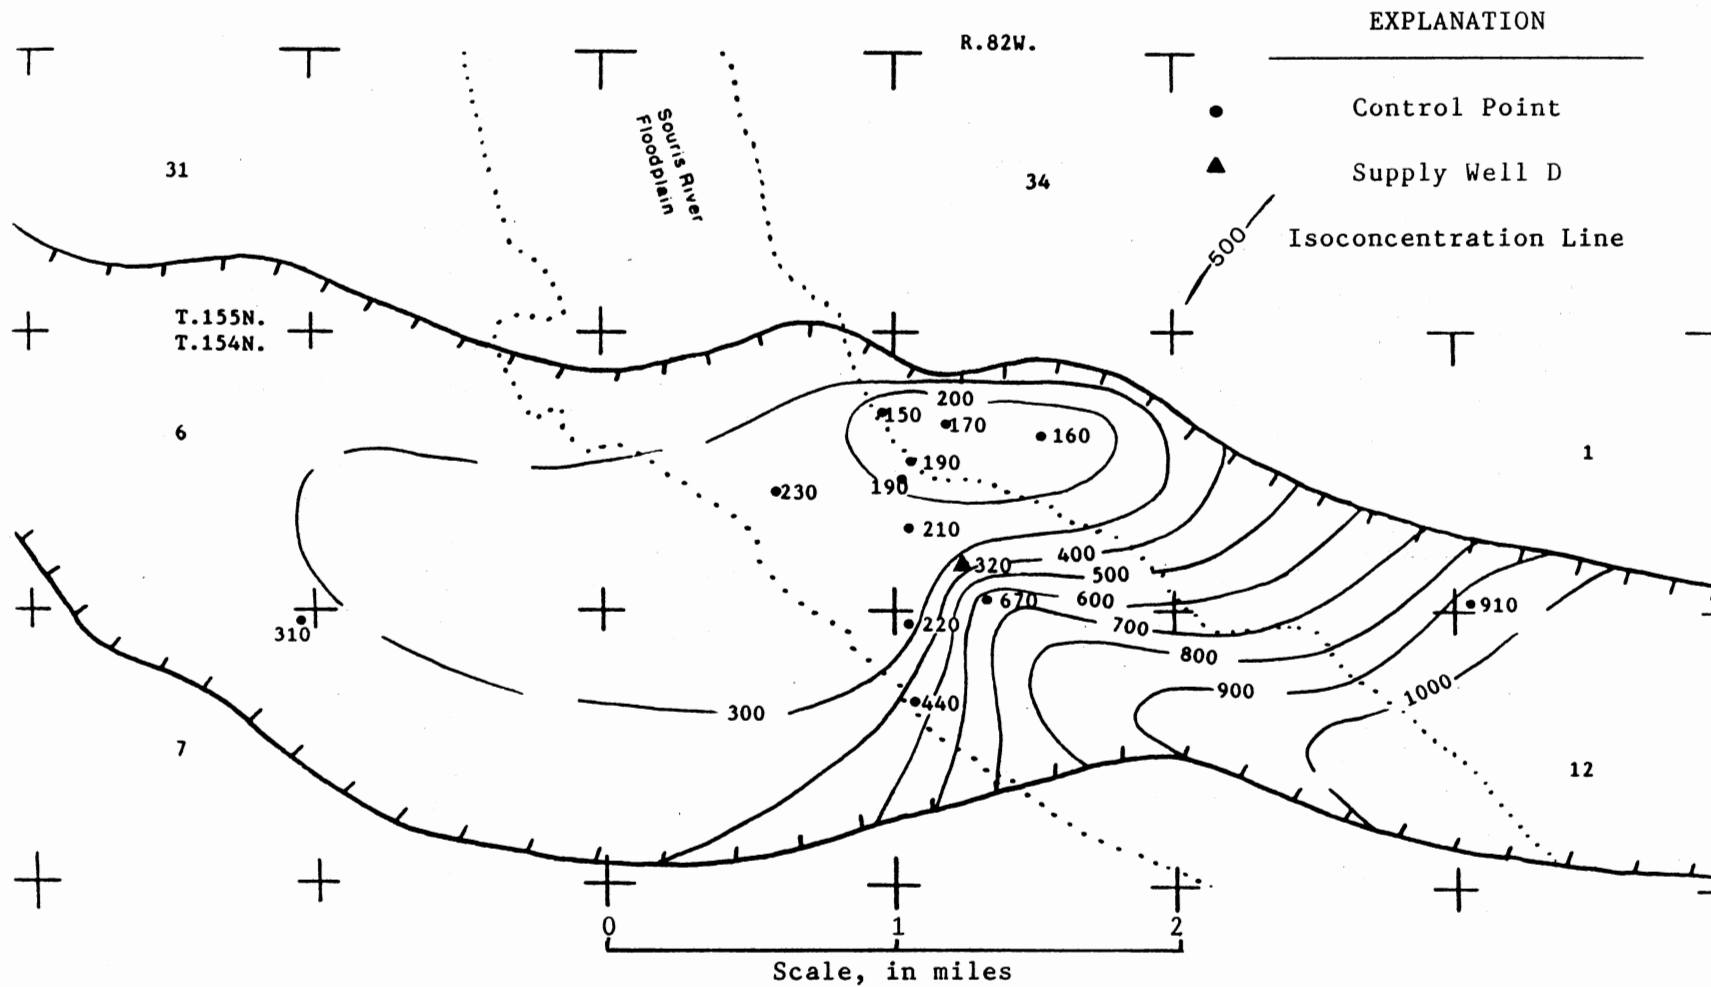 EXPLANATION
R.82W.
Control Point
Supply Well D
500
Isoconcentration Line
Souris River
Floodplain
31
34
T.155N.
T.154N.
6
1
200
150
170
160
190
190
230
210
320
400
500
600
670
700
220
800
900
1000
910
310
440
300
7
12
0 1 2
Scale, in miles